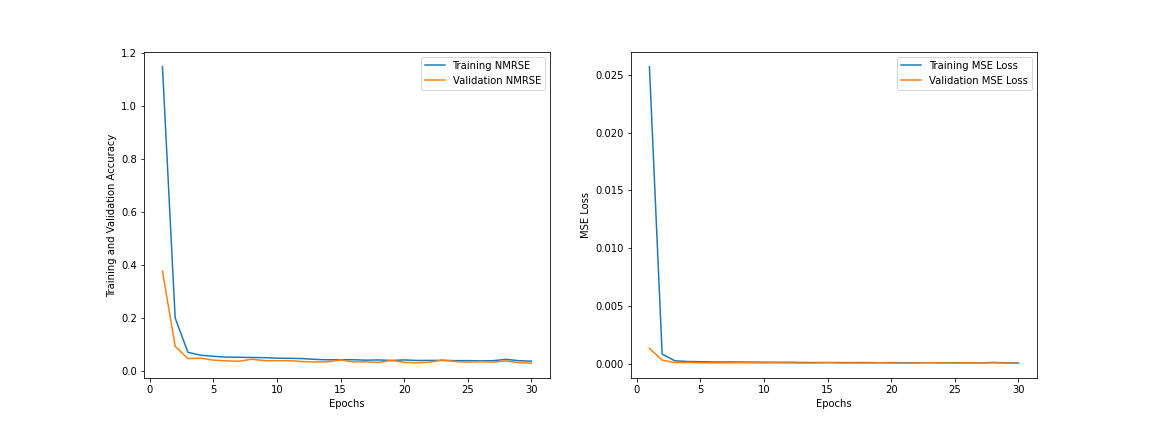 Training and Validation Accuracy
1.2
1.0
0.8
0.6
0.4
0.2
0.0
Training NMRSE
Validation NMRSE
0 5 10 15 20 25 30
Epochs
MSE Loss
0.025
0.020
0.015
0.010
0.005
0.000
Training MSE Loss
Validation MSE Loss
0 5 10 15 20 25 30
Epochs